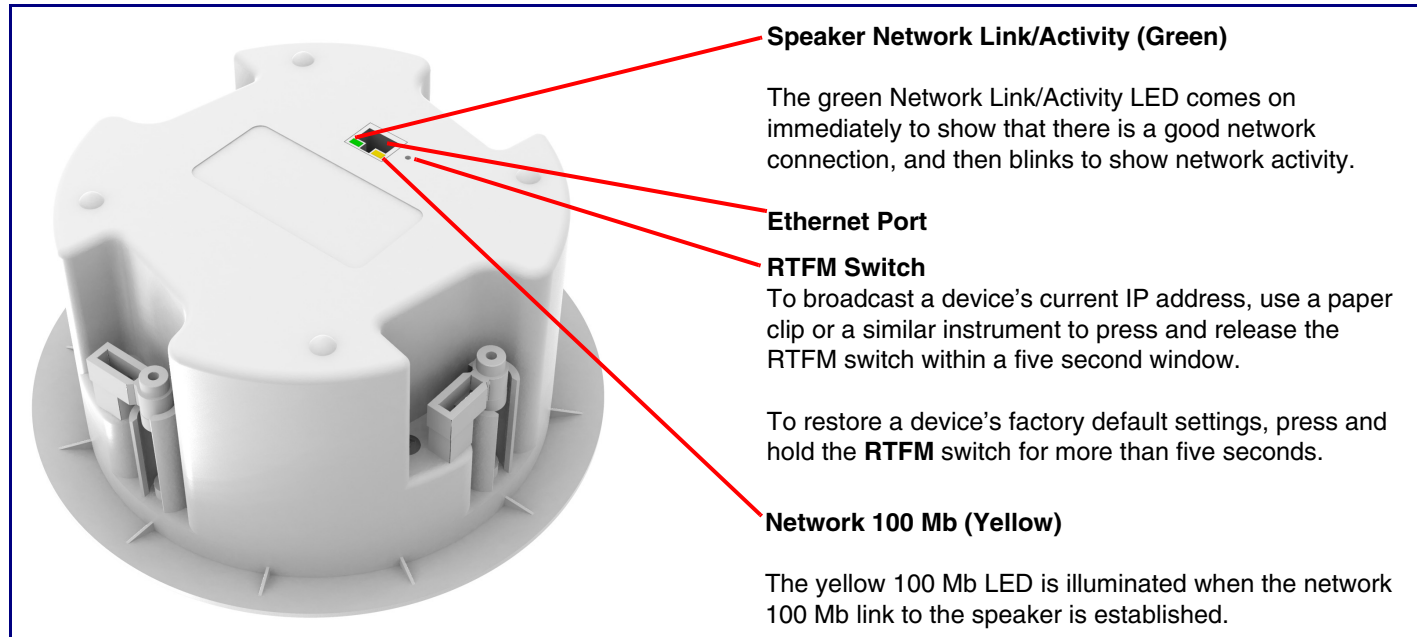 Speaker Network Link/Activity (Green)
The green Network Link/Activity LED comes on
immediately to show that there is a good network
connection, and then blinks to show network activity.
Ethernet Port
RTFM Switch
To broadcast a device’s current IP address, use a paper
clip or a similar instrument to press and release the
RTFM switch within a five second window.
To restore a device’s factory default settings, press and
hold the RTFM switch for more than five seconds.
Network 100 Mb (Yellow)
The yellow 100 Mb LED is illuminated when the network
100 Mb link to the speaker is established.